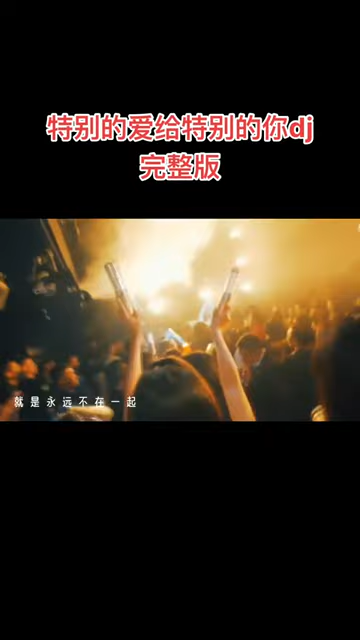 特别的爱给特别的你dj
完整版
就是永远不在一起